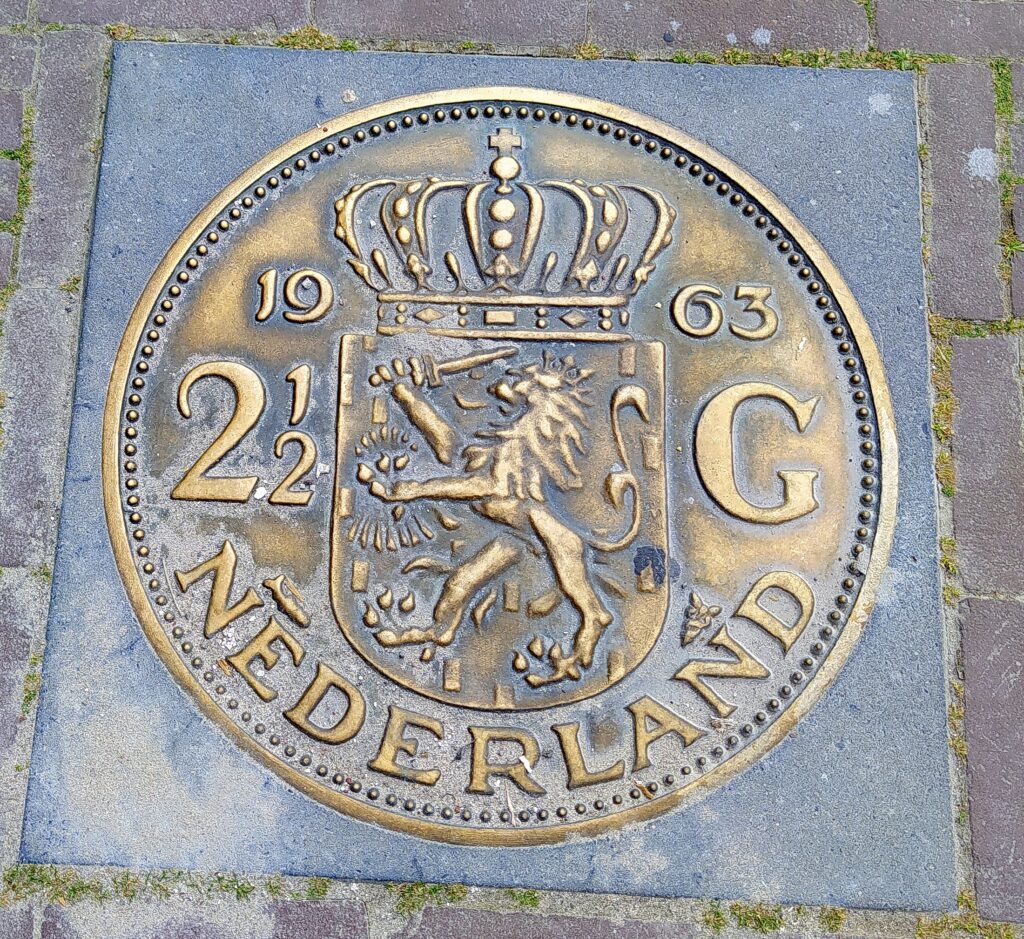 19 63
2½ G
NEDERLAND